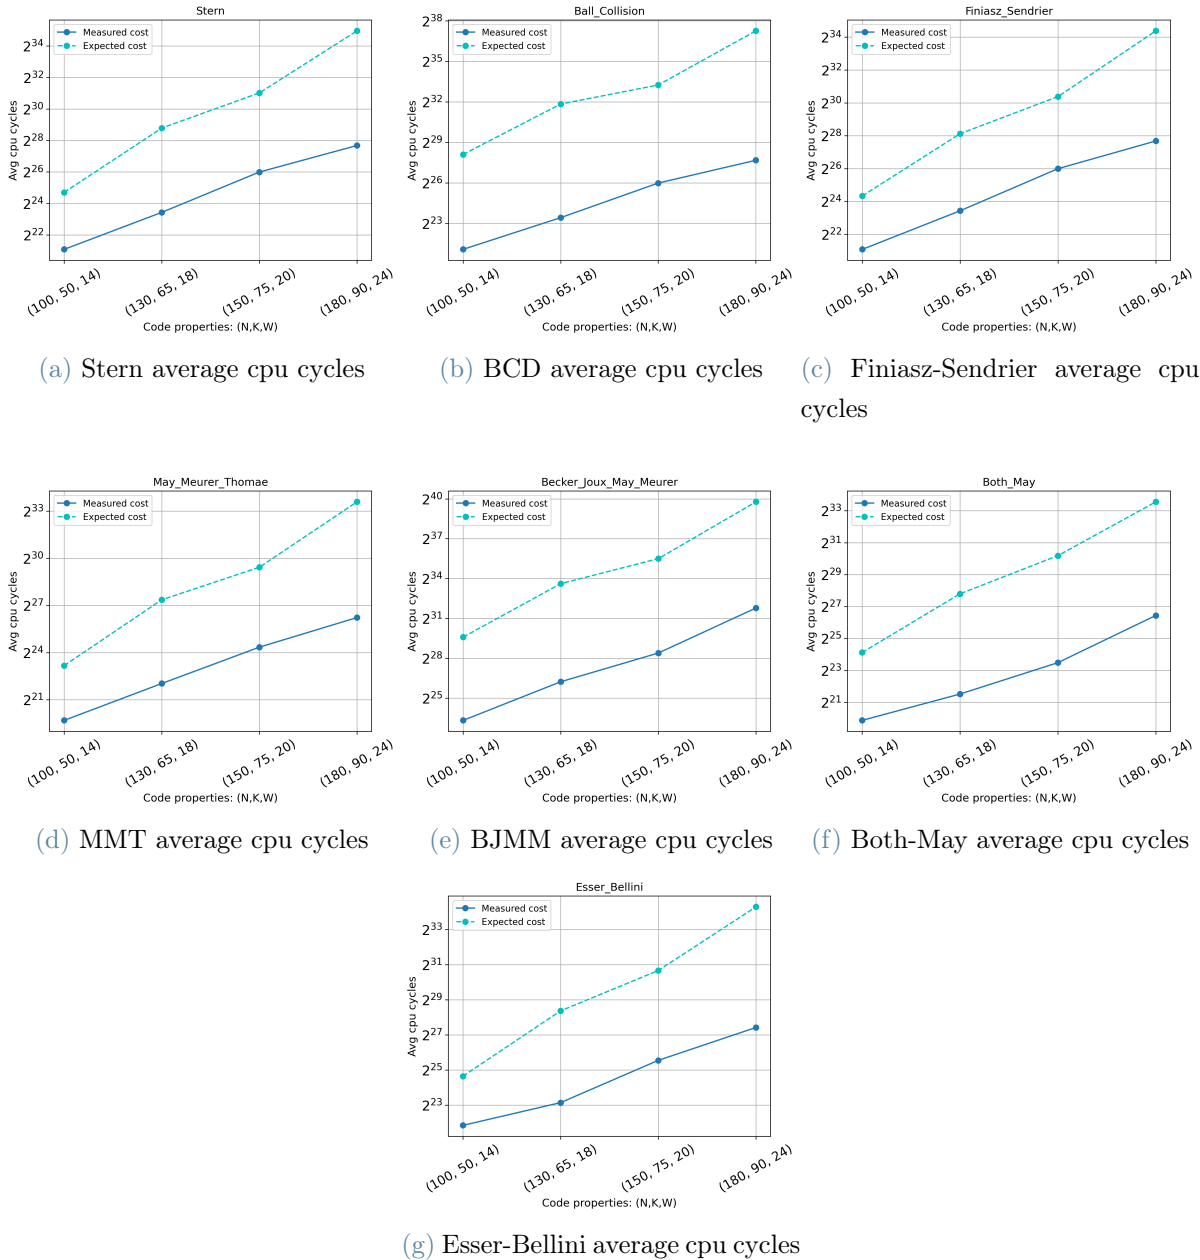 Stern
Measured cost
Expected cost
2^34
2^32
2^30
2^28
2^26
2^24
2^22
Avg cpu cycles
(100, 50, 14)
(130, 65, 18)
(150, 75, 20)
(180, 90, 24)
Code properties: (N,K,W)
(a) Stern average cpu cycles
Ball_Collision
Measured cost
Expected cost
2^38
2^35
2^32
2^29
2^26
2^23
Avg cpu cycles
(100, 50, 14)
(130, 65, 18)
(150, 75, 20)
(180, 90, 24)
Code properties: (N,K,W)
(b) BCD average cpu cycles
Finiasz_Sendrier
Measured cost
Expected cost
2^34
2^32
2^30
2^28
2^26
2^24
2^22
Avg cpu cycles
(100, 50, 14)
(130, 65, 18)
(150, 75, 20)
(180, 90, 24)
Code properties: (N,K,W)
(c) Finiasz-Sendrier average cpu
cycles
May_Meurer_Thomae
Measured cost
Expected cost
2^33
2^30
2^27
2^24
2^21
Avg cpu cycles
(100, 50, 14)
(130, 65, 18)
(150, 75, 20)
(180, 90, 24)
Code properties: (N,K,W)
(d) MMT average cpu cycles
Becker_Joux_May_Meurer
Measured cost
Expected cost
2^40
2^37
2^34
2^31
2^28
2^25
Avg cpu cycles
(100, 50, 14)
(130, 65, 18)
(150, 75, 20)
(180, 90, 24)
Code properties: (N,K,W)
(e) BJMM average cpu cycles
Both_May
Measured cost
Expected cost
2^33
2^31
2^29
2^27
2^25
2^23
2^21
Avg cpu cycles
(100, 50, 14)
(130, 65, 18)
(150, 75, 20)
(180, 90, 24)
Code properties: (N,K,W)
(f) Both-May average cpu cycles
Esser_Bellini
Measured cost
Expected cost
2^33
2^31
2^29
2^27
2^25
2^23
Avg cpu cycles
(100, 50, 14)
(130, 65, 18)
(150, 75, 20)
(180, 90, 24)
Code properties: (N,K,W)
(g) Esser-Bellini average cpu cycles